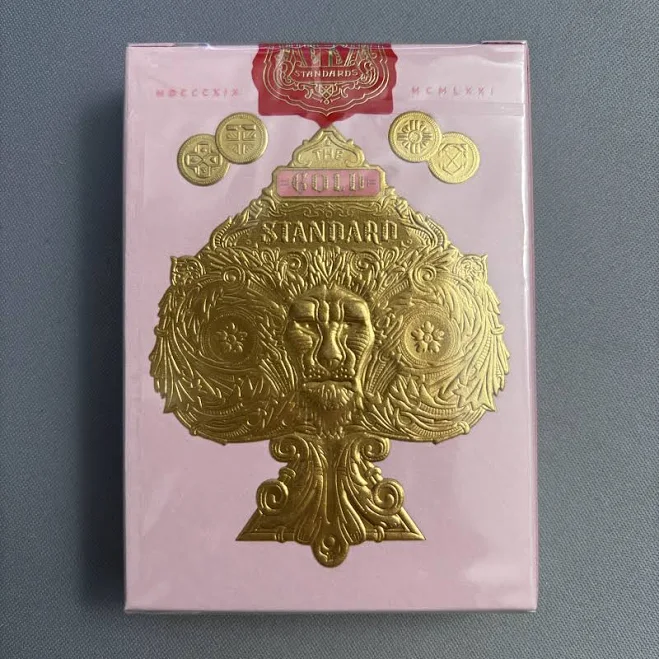 STANDARDS
MDCCCXIX
MCMLXXI
THE
GOLD
STANDARD